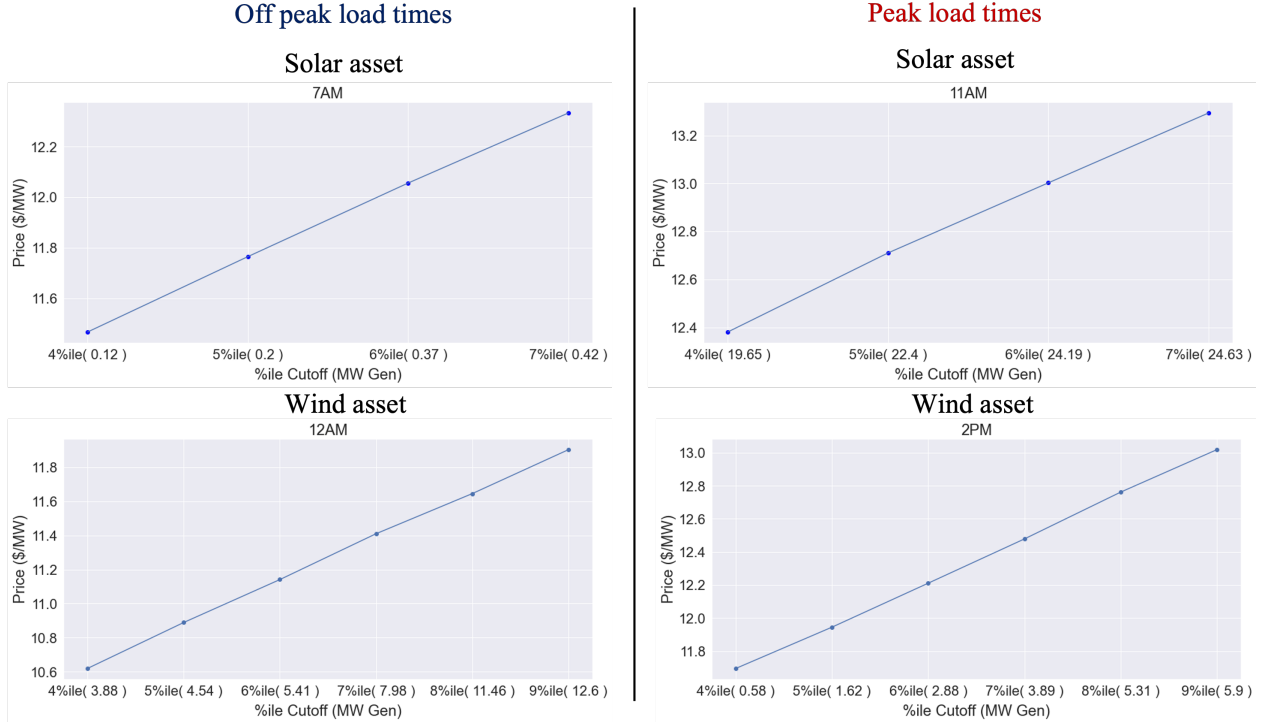 Off peak load times
Solar asset
7AM
Price ($/MW)
12.2
12.0
11.8
11.6
4%ile( 0.12 ) 5%ile( 0.2 ) 6%ile( 0.37 ) 7%ile( 0.42 )
%ile Cutoff (MW Gen)
Wind asset
12AM
Price ($/MW)
11.8
11.6
11.4
11.2
11.0
10.8
10.6
4%ile( 3.88 ) 5%ile( 4.54 ) 6%ile( 5.41 ) 7%ile( 7.98 ) 8%ile( 11.46 ) 9%ile( 12.6 )
%ile Cutoff (MW Gen)
Peak load times
Solar asset
11AM
Price ($/MW)
13.2
13.0
12.8
12.6
12.4
4%ile( 19.65 ) 5%ile( 22.4 ) 6%ile( 24.19 ) 7%ile( 24.63 )
%ile Cutoff (MW Gen)
Wind asset
2PM
Price ($/MW)
13.0
12.8
12.6
12.4
12.2
12.0
11.8
4%ile( 0.58 ) 5%ile( 1.62 ) 6%ile( 2.88 ) 7%ile( 3.89 ) 8%ile( 5.31 ) 9%ile( 5.9 )
%ile Cutoff (MW Gen)